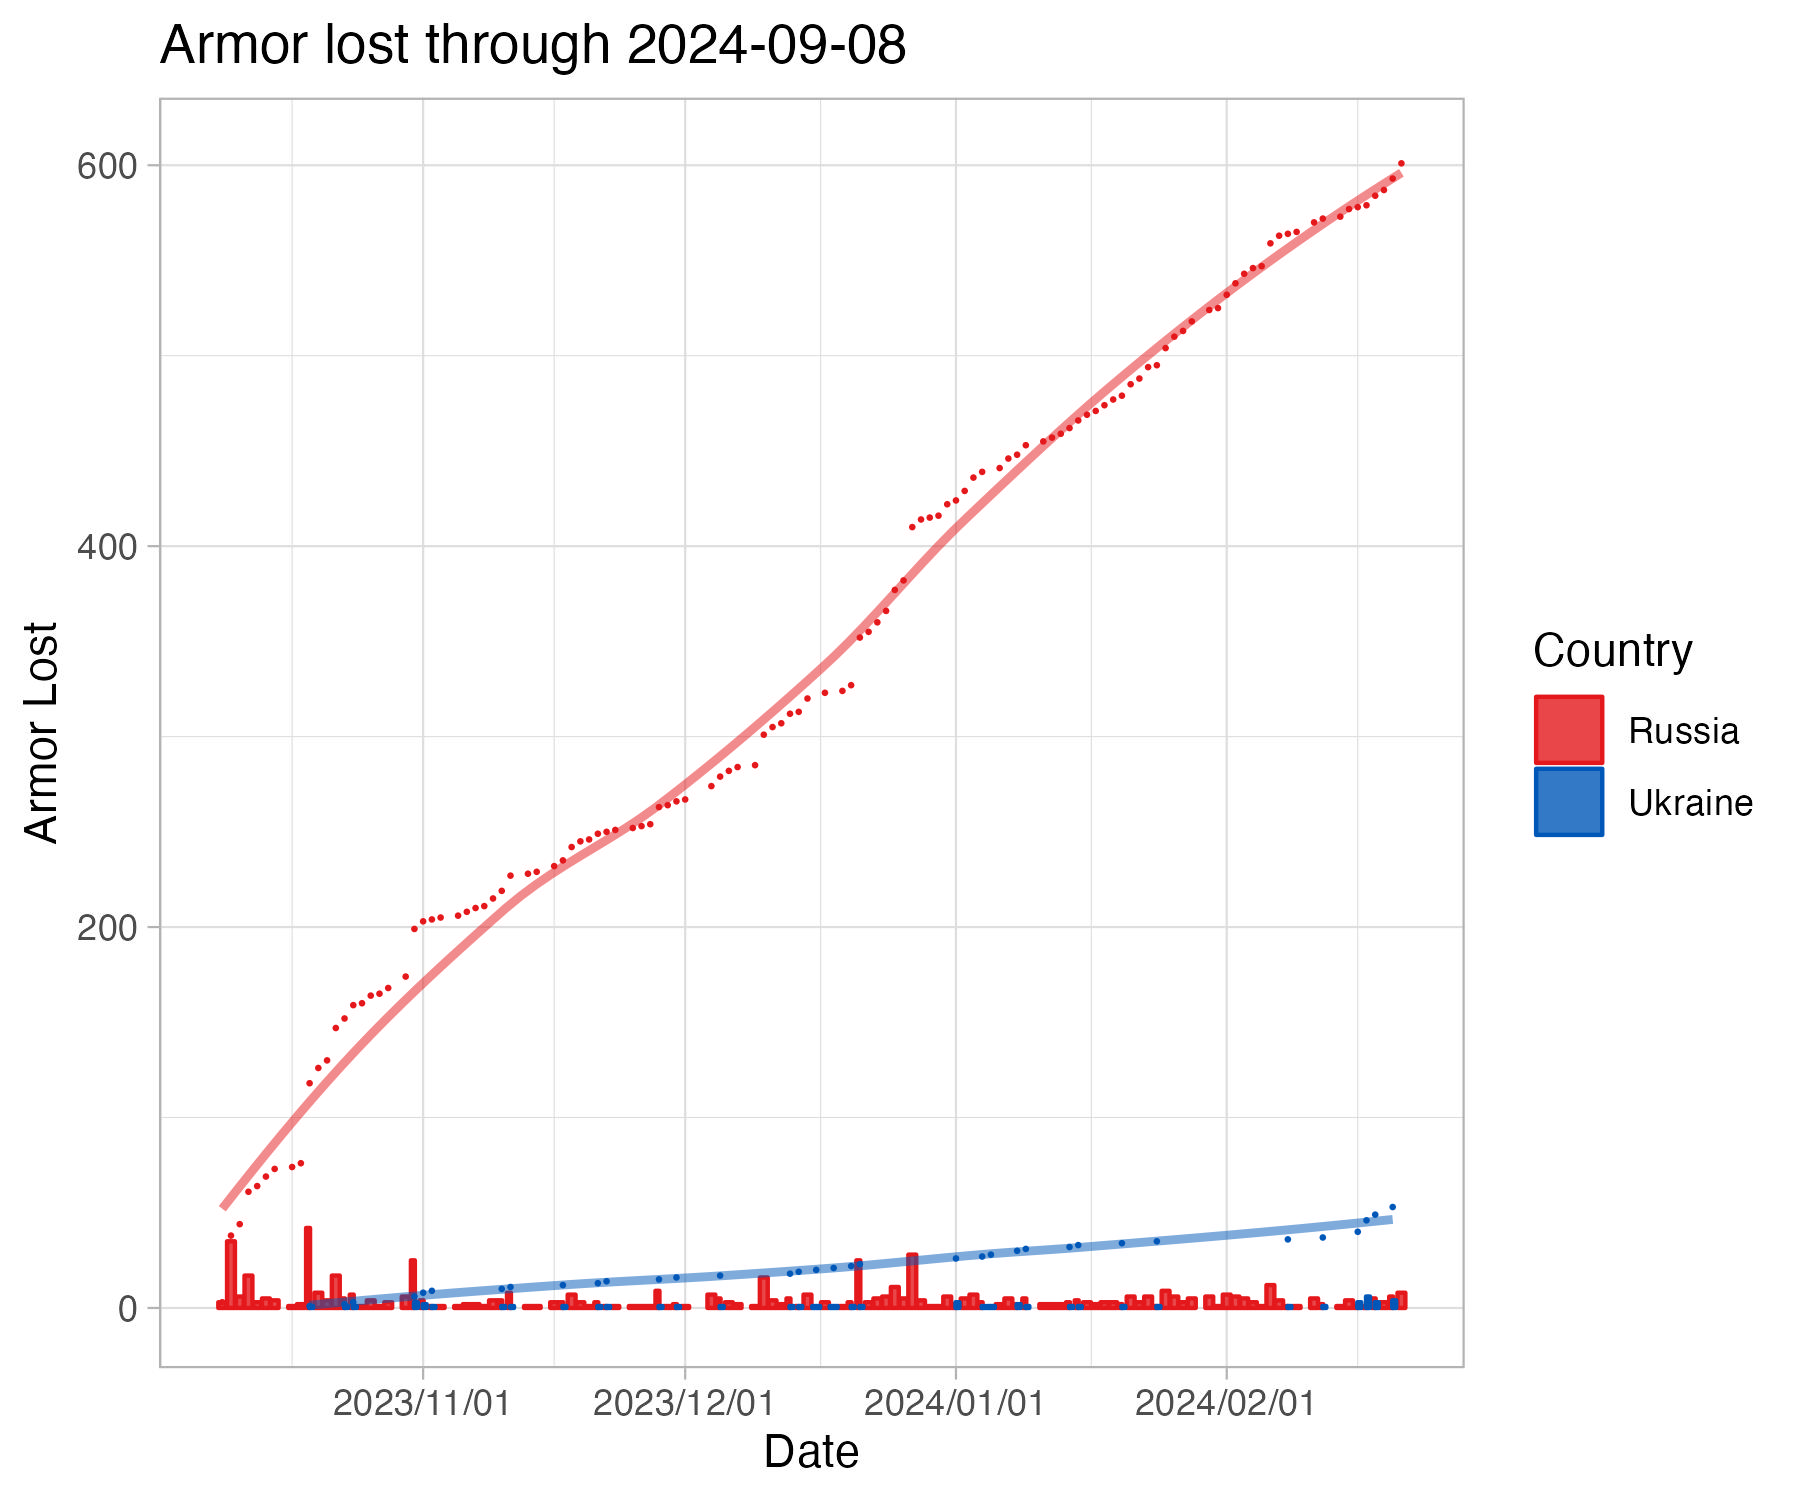 Armor lost through 2024-09-08
600
400
200
0
Armor Lost
2023/11/01
2023/12/01
2024/01/01
2024/02/01
Date
Country
Russia
Ukraine